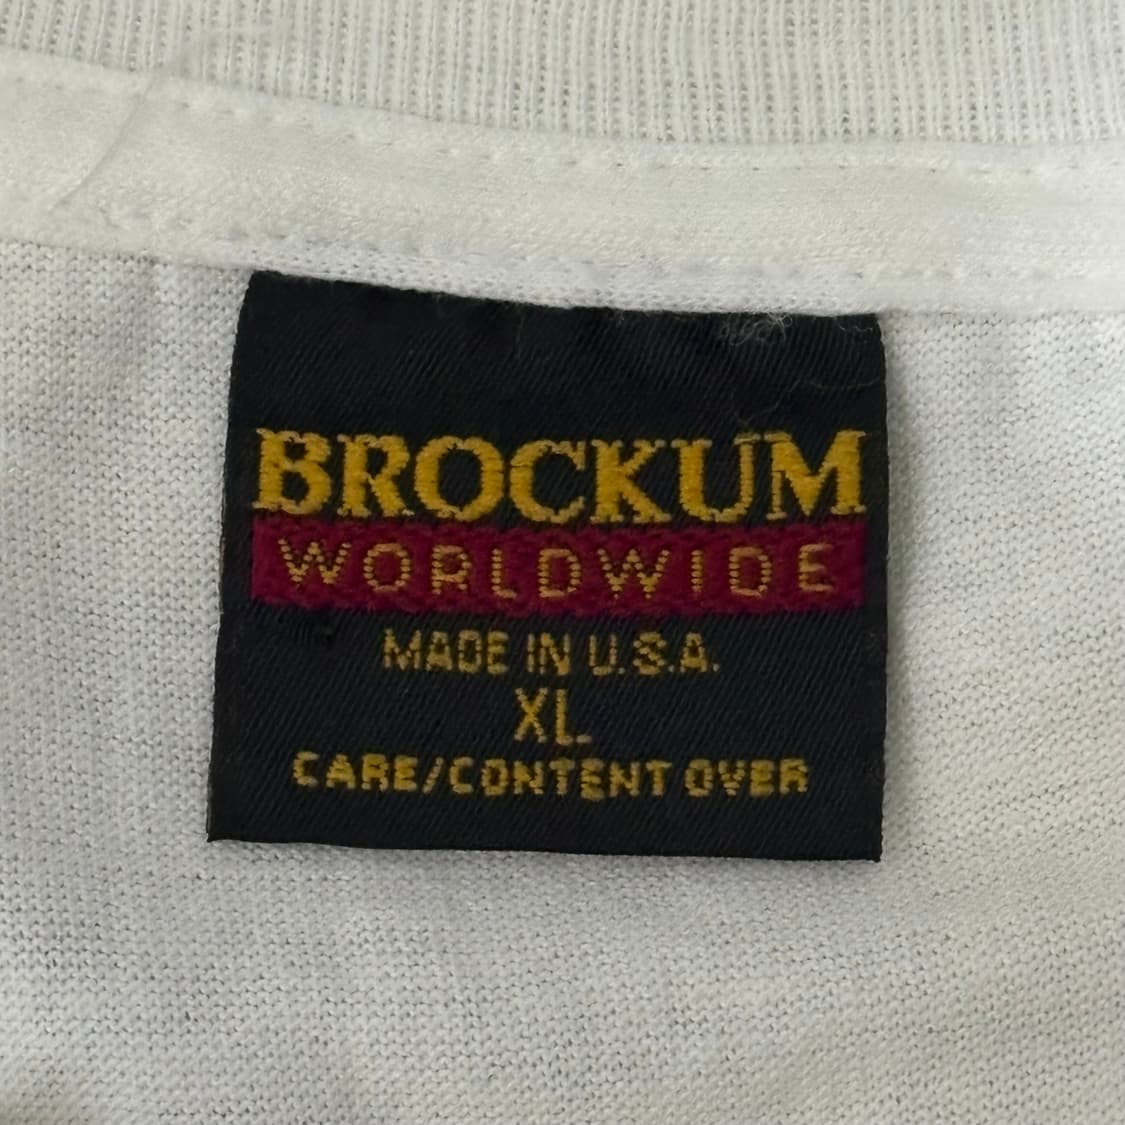 BROCKUM
WORLDWIDE
MADE IN U.S.A.
XL
CARE/CONTENT OVER